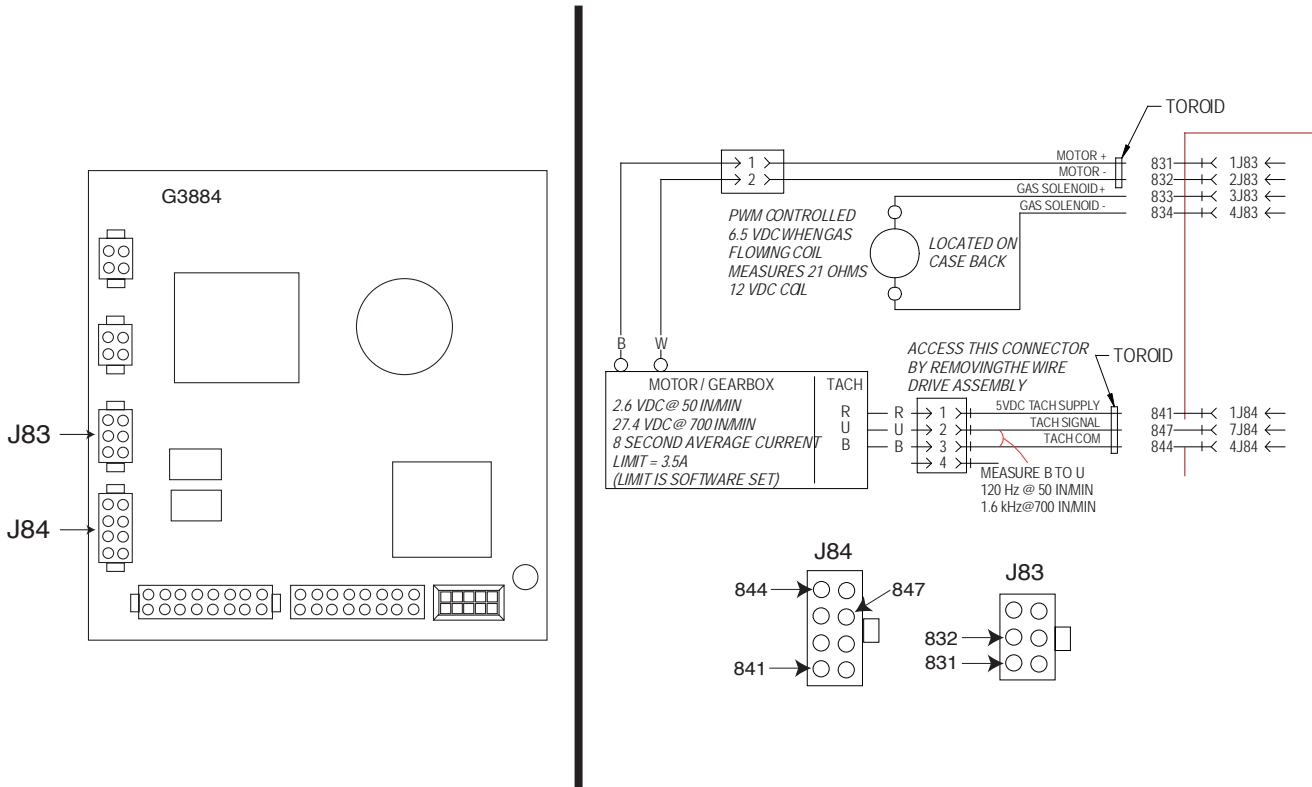 G3884
J83
J84
TOROID
MOTOR +
MOTOR -
GAS SOLENOID+
GAS SOLENOID -
831
832
833
834
1J83
2J83
3J83
4J83
1
2
PWM CONTROLLED
6.5 VDC WHEN GAS
FLOWING COIL
MEASURES 21 OHMS
12 VDC COIL
LOCATED ON
CASE BACK
B
W
MOTOR / GEARBOX
2.6 VDC @ 50 IN/MIN
27.4 VDC @ 700 IN/MIN
8 SECOND AVERAGE CURRENT
LIMIT = 3.5A
(LIMIT IS SOFTWARE SET)
TACH
R
U
B
R
U
B
1
2
3
4
ACCESS THIS CONNECTOR
BY REMOVING THE WIRE
DRIVE ASSEMBLY
TOROID
5VDC TACH SUPPLY
TACH SIGNAL
TACH COM
841
847
844
1J84
7J84
4J84
MEASURE B TO U
120 Hz @ 50 IN/MIN
1.6 kHz@700 IN/MIN
J84
844
847
841
J83
832
831